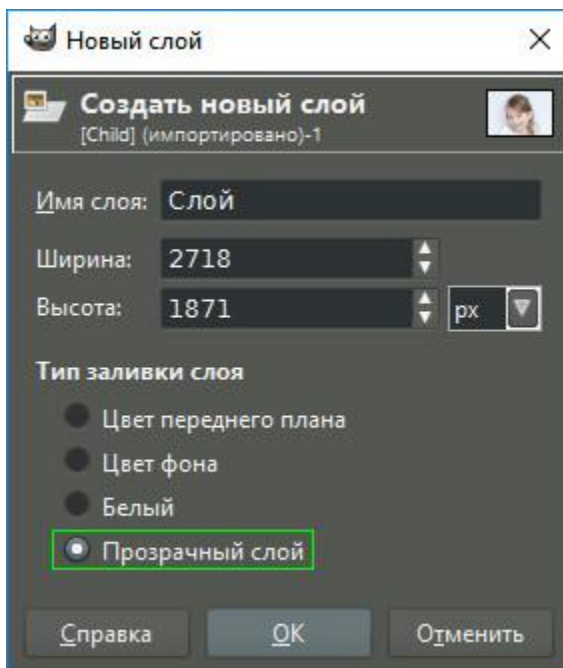 Новый слой
Создать новый слой
[Child] (импортировано)-1
Имя слоя: Слой
Ширина: 2718
Высота: 1871 px
Тип заливки слоя
Цвет переднего плана
Цвет фона
Белый
Прозрачный слой
Справка OK Отменить